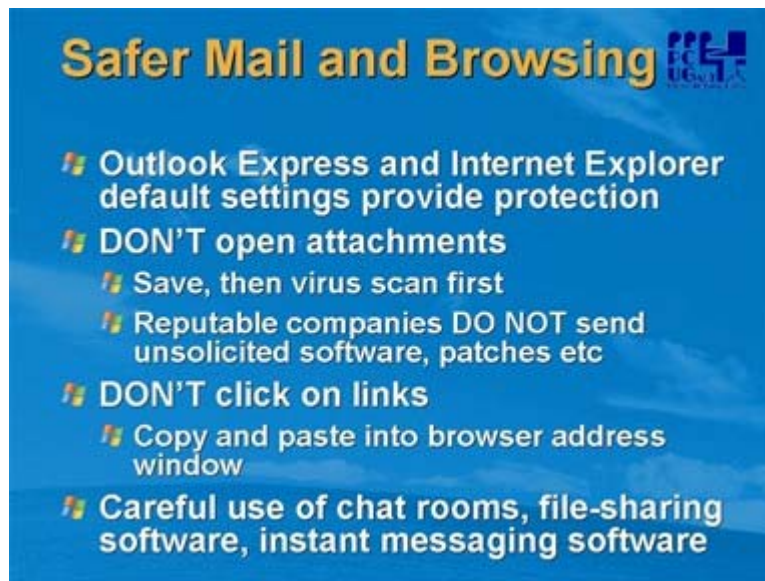 Safer Mail and Browsing
PC
UG
Outlook Express and Internet Explorer
default settings provide protection
DON'T open attachments
Save, then virus scan first
Reputable companies DO NOT send
unsolicited software, patches etc
DON'T click on links
Copy and paste into browser address
window
Careful use of chat rooms, file-sharing
software, instant messaging software